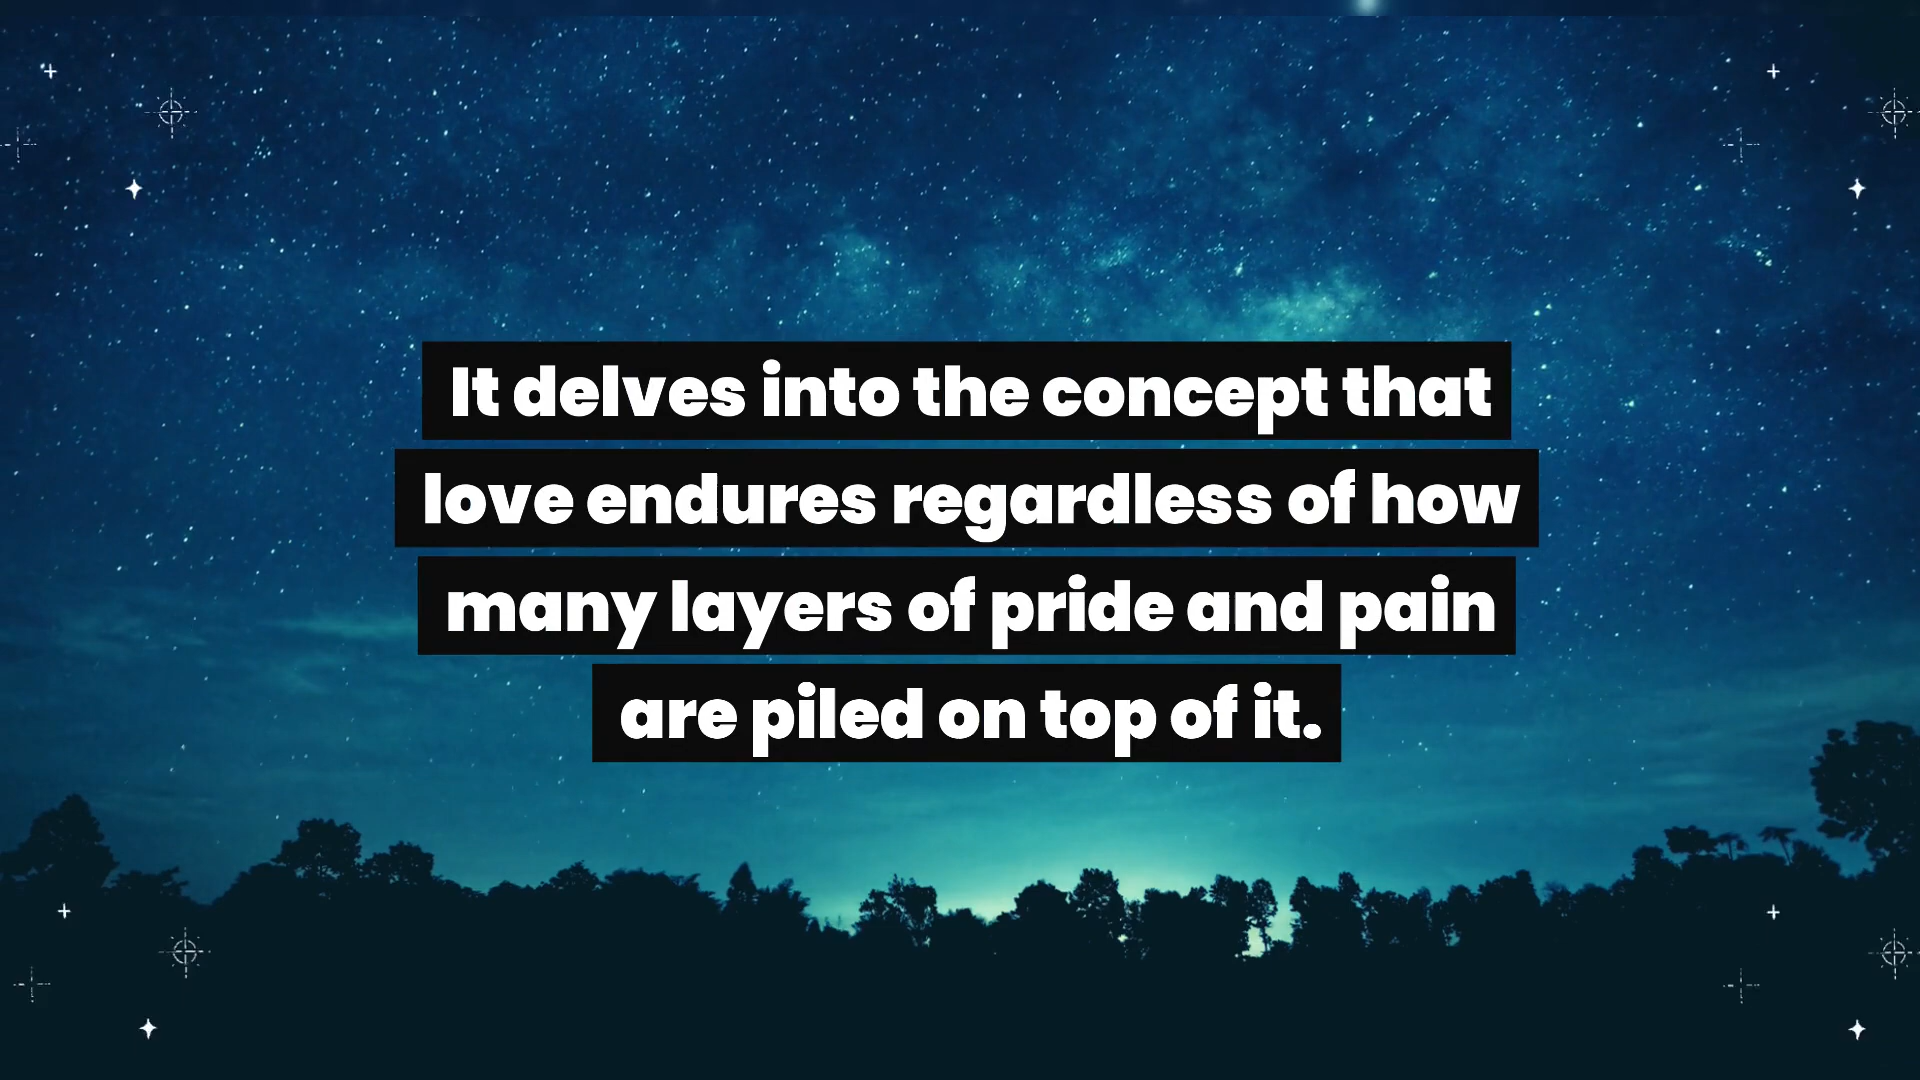 It delves into the concept that
love endures regardless of how
many layers of pride and pain
are piled on top of it.